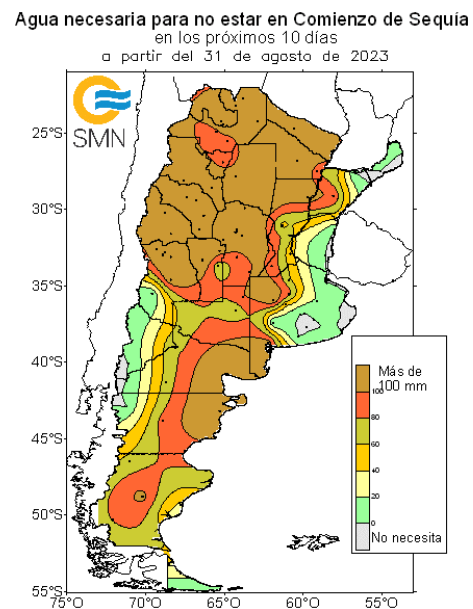 Agua necesaria para no estar en Comienzo de Sequía
en los próximos 10 días
a partir del 31 de agosto de 2023
SMN
25°S
30°S
35°S
40°S
45°S
50°S
55°S
75°O
70°O
65°O
60°O
55°O
Más de
100 mm
100
80
60
40
20
0
No necesita